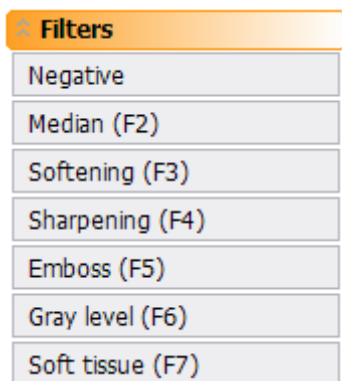 Filters
Negative
Median (F2)
Softening (F3)
Sharpening (F4)
Emboss (F5)
Gray level (F6)
Soft tissue (F7)